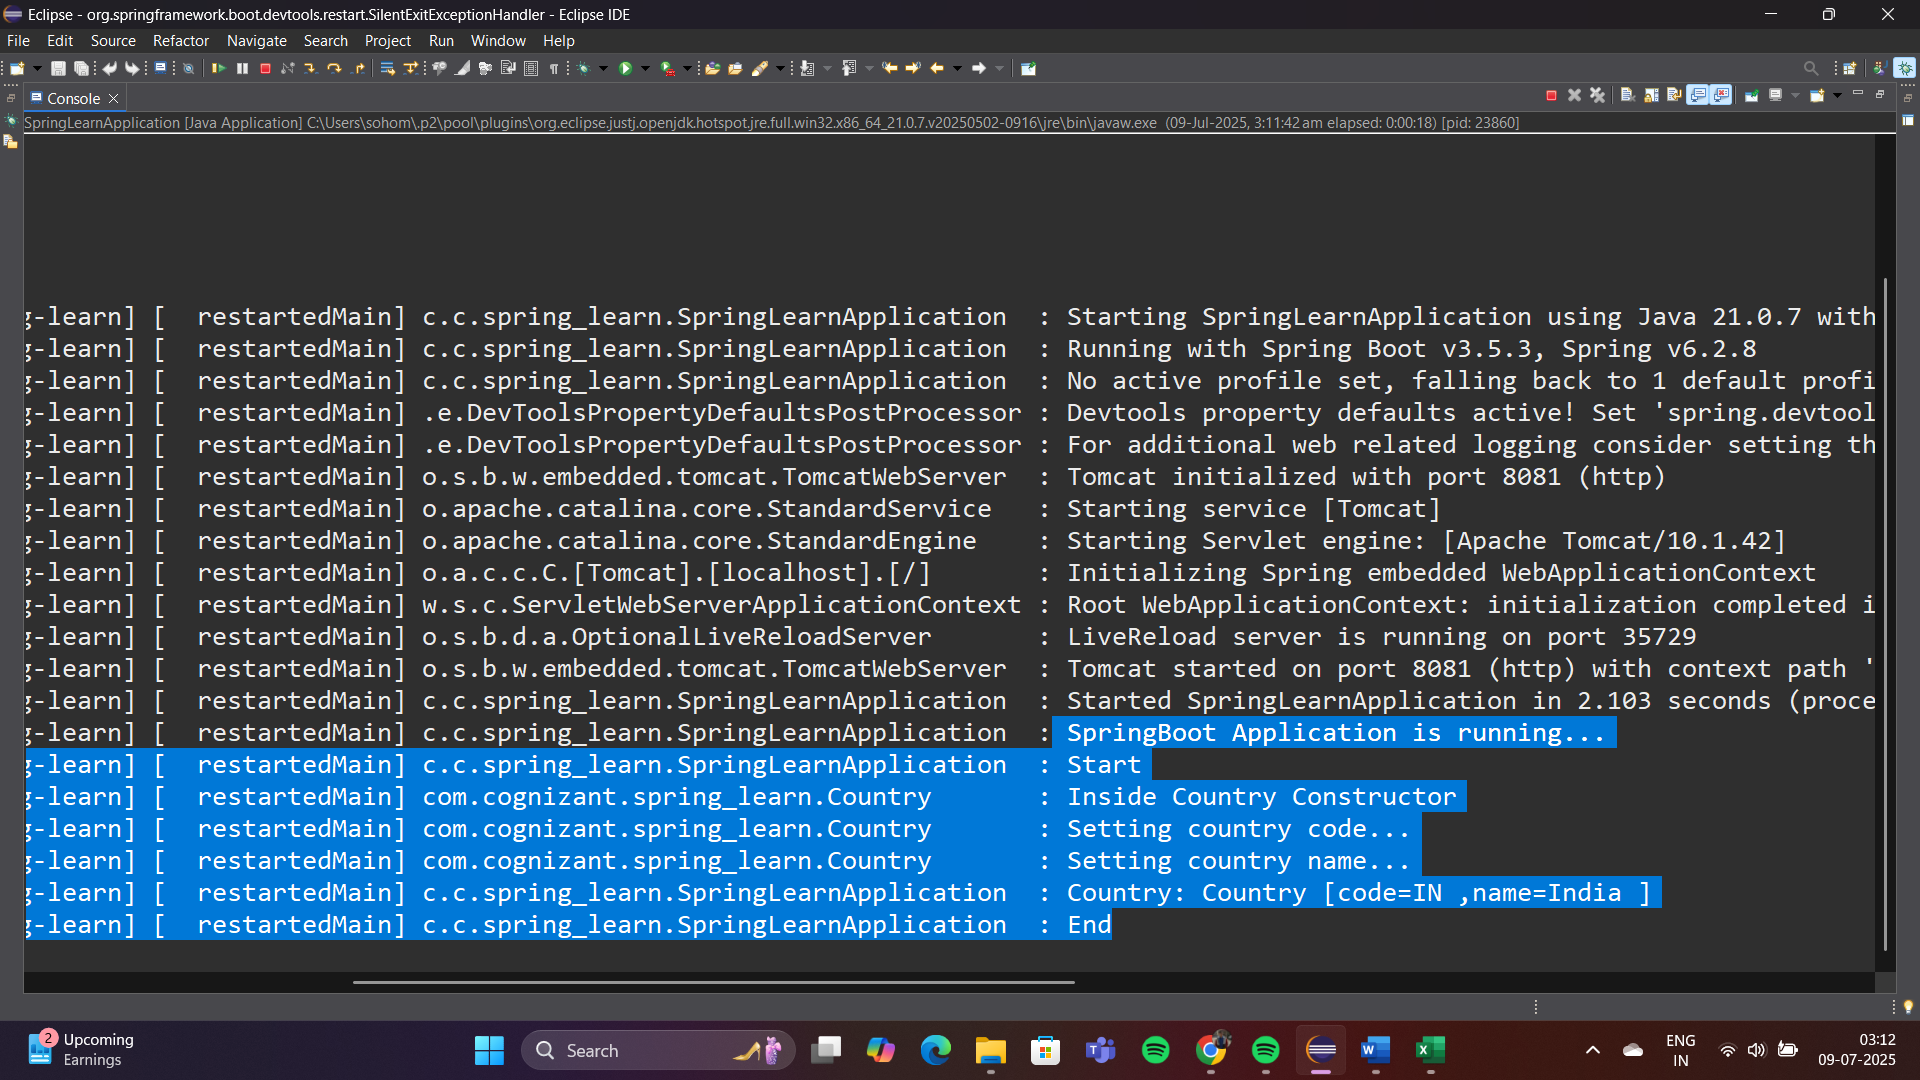 Eclipse - org.springframework.boot.devtools.restart.SilentExitExceptionHandler - Eclipse IDE
File Edit Source Refactor Navigate Search Project Run Window Help
Console
SpringLearnApplication [Java Application] C:\Users\sohom\.p2\pool\plugins\org.eclipse.justj.openjdk.hotspot.jre.full.win32.x86_64_21.0.7.v20250502-0916\jre\bin\javaw.exe (09-Jul-2025, 3:11:42 am elapsed: 0:00:18) [pid: 23860]
g-learn] [  restartedMain] c.c.spring_learn.SpringLearnApplication  : Starting SpringLearnApplication using Java 21.0.7 with
g-learn] [  restartedMain] c.c.spring_learn.SpringLearnApplication  : Running with Spring Boot v3.5.3, Spring v6.2.8
g-learn] [  restartedMain] c.c.spring_learn.SpringLearnApplication  : No active profile set, falling back to 1 default profi
g-learn] [  restartedMain] .e.DevToolsPropertyDefaultsPostProcessor : Devtools property defaults active! Set 'spring.devtool
g-learn] [  restartedMain] .e.DevToolsPropertyDefaultsPostProcessor : For additional web related logging consider setting th
g-learn] [  restartedMain] o.s.b.w.embedded.tomcat.TomcatWebServer  : Tomcat initialized with port 8081 (http)
g-learn] [  restartedMain] o.apache.catalina.core.StandardService   : Starting service [Tomcat]
g-learn] [  restartedMain] o.apache.catalina.core.StandardEngine    : Starting Servlet engine: [Apache Tomcat/10.1.42]
g-learn] [  restartedMain] o.a.c.c.C.[Tomcat].[localhost].[/]       : Initializing Spring embedded WebApplicationContext
g-learn] [  restartedMain] w.s.c.ServletWebServerApplicationContext : Root WebApplicationContext: initialization completed i
g-learn] [  restartedMain] o.s.b.d.a.OptionalLiveReloadServer       : LiveReload server is running on port 35729
g-learn] [  restartedMain] o.s.b.w.embedded.tomcat.TomcatWebServer  : Tomcat started on port 8081 (http) with context path '
g-learn] [  restartedMain] c.c.spring_learn.SpringLearnApplication  : Started SpringLearnApplication in 2.103 seconds (proce
g-learn] [  restartedMain] c.c.spring_learn.SpringLearnApplication  : SpringBoot Application is running...
g-learn] [  restartedMain] c.c.spring_learn.SpringLearnApplication  : Start
g-learn] [  restartedMain] com.cognizant.spring_learn.Country       : Inside Country Constructor
g-learn] [  restartedMain] com.cognizant.spring_learn.Country       : Setting country code...
g-learn] [  restartedMain] com.cognizant.spring_learn.Country       : Setting country name...
g-learn] [  restartedMain] c.c.spring_learn.SpringLearnApplication  : Country: Country [code=IN ,name=India ]
g-learn] [  restartedMain] c.c.spring_learn.SpringLearnApplication  : End
2 Upcoming
Earnings
Search
ENG
IN
03:12
09-07-2025